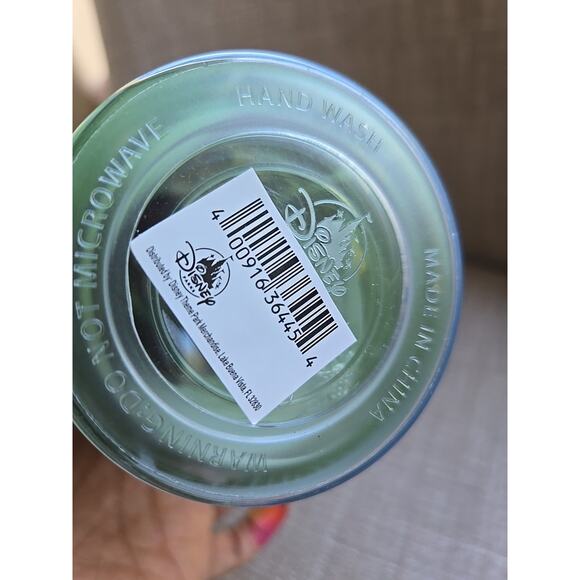 HAND WASH
MADE IN CHINA
WARNING:DO NOT MICROWAVE
Disney
4 00916 36445 4
Disney
PARKS
Distributed by: Disney Theme Park Merchandise, Lake Buena Vista, FL 32830